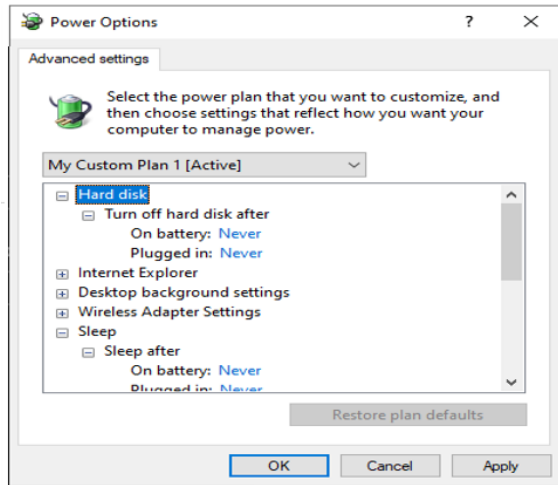 Power Options
Advanced settings
Select the power plan that you want to customize, and
then choose settings that reflect how you want your
computer to manage power.
My Custom Plan 1 [Active]
Hard disk
Turn off hard disk after
On battery: Never
Plugged in: Never
Internet Explorer
Desktop background settings
Wireless Adapter Settings
Sleep
Sleep after
On battery: Never
Plugged in: Never
Restore plan defaults
OK Cancel Apply